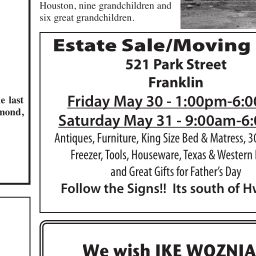 Houston, nine grandchildren and
six great grandchildren.
e last
mond,
Estate Sale/Moving
521 Park Street
Franklin
Friday May 30 - 1:00pm-6:0
Saturday May 31 - 9:00am-6:
Antiques, Furniture, King Size Bed & Matress, 30
Freezer, Tools, Houseware, Texas & Western
and Great Gifts for Father's Day
Follow the Signs!! Its south of Hw
We wish IKE WOZNIA